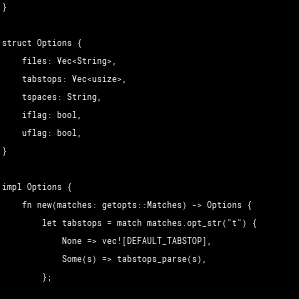 }
struct Options {
    files: Vec<String>,
    tabstops: Vec<usize>,
    tspaces: String,
    iflag: bool,
    uflag: bool,
}
impl Options {
    fn new(matches: getopts::Matches) -> Options {
        let tabstops = match matches.opt_str("t") {
            None => vec![DEFAULT_TABSTOP],
            Some(s) => tabstops_parse(s),
        };